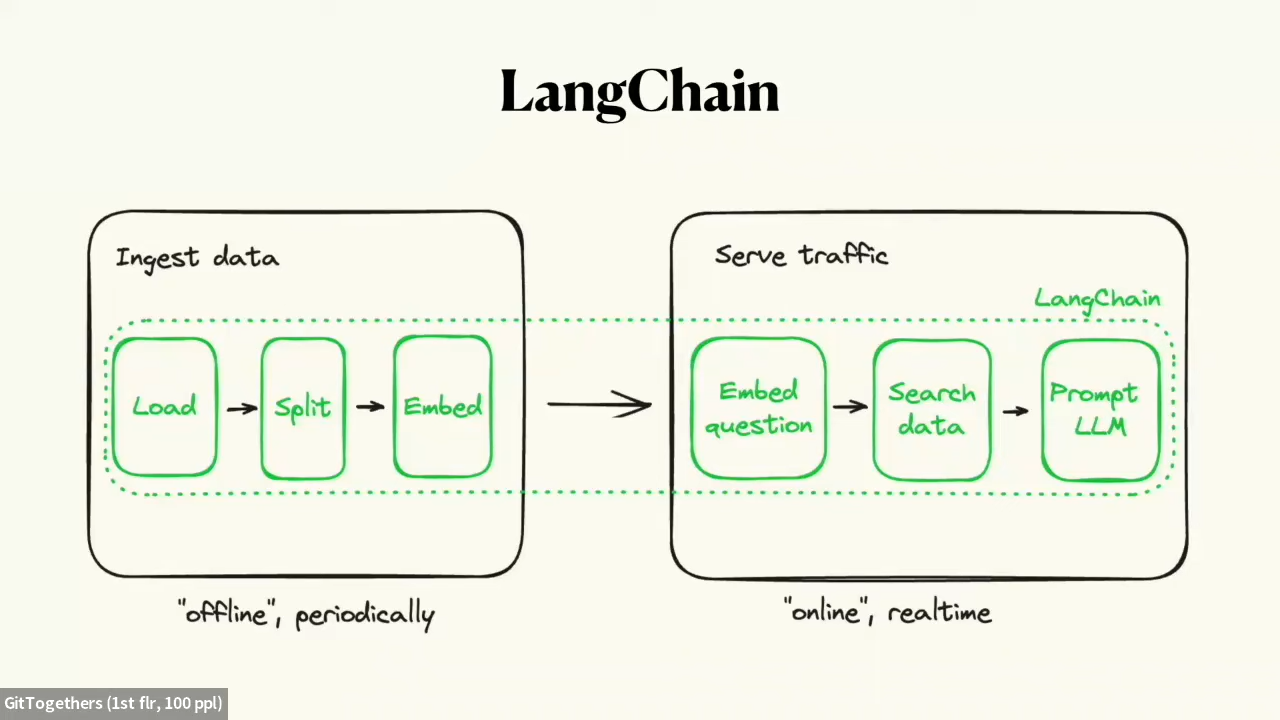 LangChain
Ingest data
Load
Split
Embed
"offline", periodically
Serve traffic
LangChain
Embed
question
Search
data
Prompt
LLM
"online", realtime
GitTogethers (1st flr, 100 ppl)